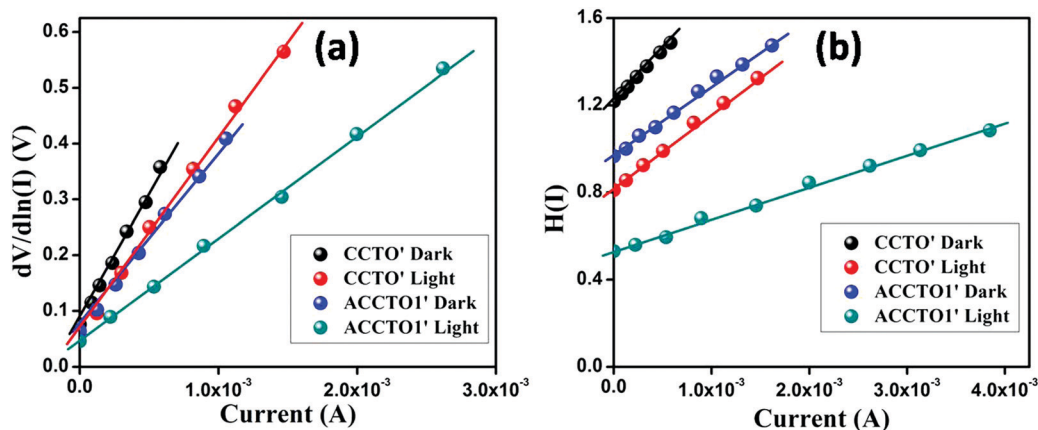 (a)
dV/dln(I) (V)
0.6
0.5
0.4
0.3
0.2
0.1
0.0
CCTO' Dark
CCTO' Light
ACCTO1' Dark
ACCTO1' Light
0.0 1.0x10⁻³ 2.0x10⁻³ 3.0x10⁻³
Current (A)
(b)
H(I)
1.6
1.2
0.8
0.4
0.0
CCTO' Dark
CCTO' Light
ACCTO1' Dark
ACCTO1' Light
0.0 1.0x10⁻³ 2.0x10⁻³ 3.0x10⁻³ 4.0x10⁻³
Current (A)